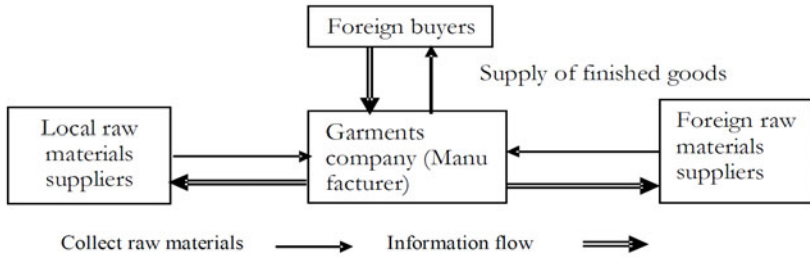 Foreign buyers
Supply of finished goods
Local raw
materials
suppliers
Garments
company (Manu
facturer)
Foreign raw
materials
suppliers
Collect raw materials
Information flow